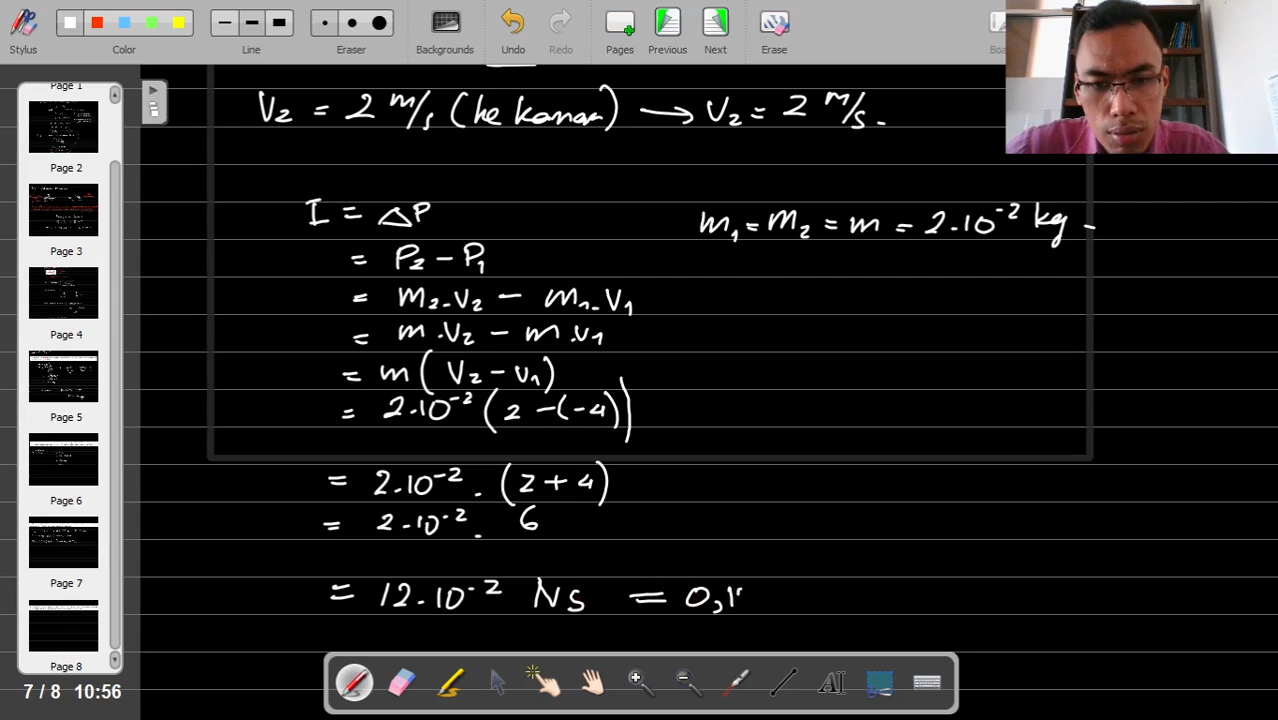 Stylus
Color
Line
Eraser
Backgrounds
Undo
Redo
Pages
Previous
Next
Erase
Page 1
Page 2
Page 3
Page 4
Page 5
Page 6
Page 7
Page 8
7 / 8 10:56
V₂ = 2 m/s (ke kanan) → V₂ = 2 m/s.
I = ΔP
m₁ = m₂ = m = 2.10⁻² kg -
= P₂ - P₁
= m₂.V₂ - m₁.V₁
= m.V₂ - m.v₁
= m(V₂ - v₁)
= 2.10⁻² (2 - (-4))
= 2.10⁻² . (2 + 4)
= 2.10⁻² . 6
= 12.10⁻² NS = 0,1
AI